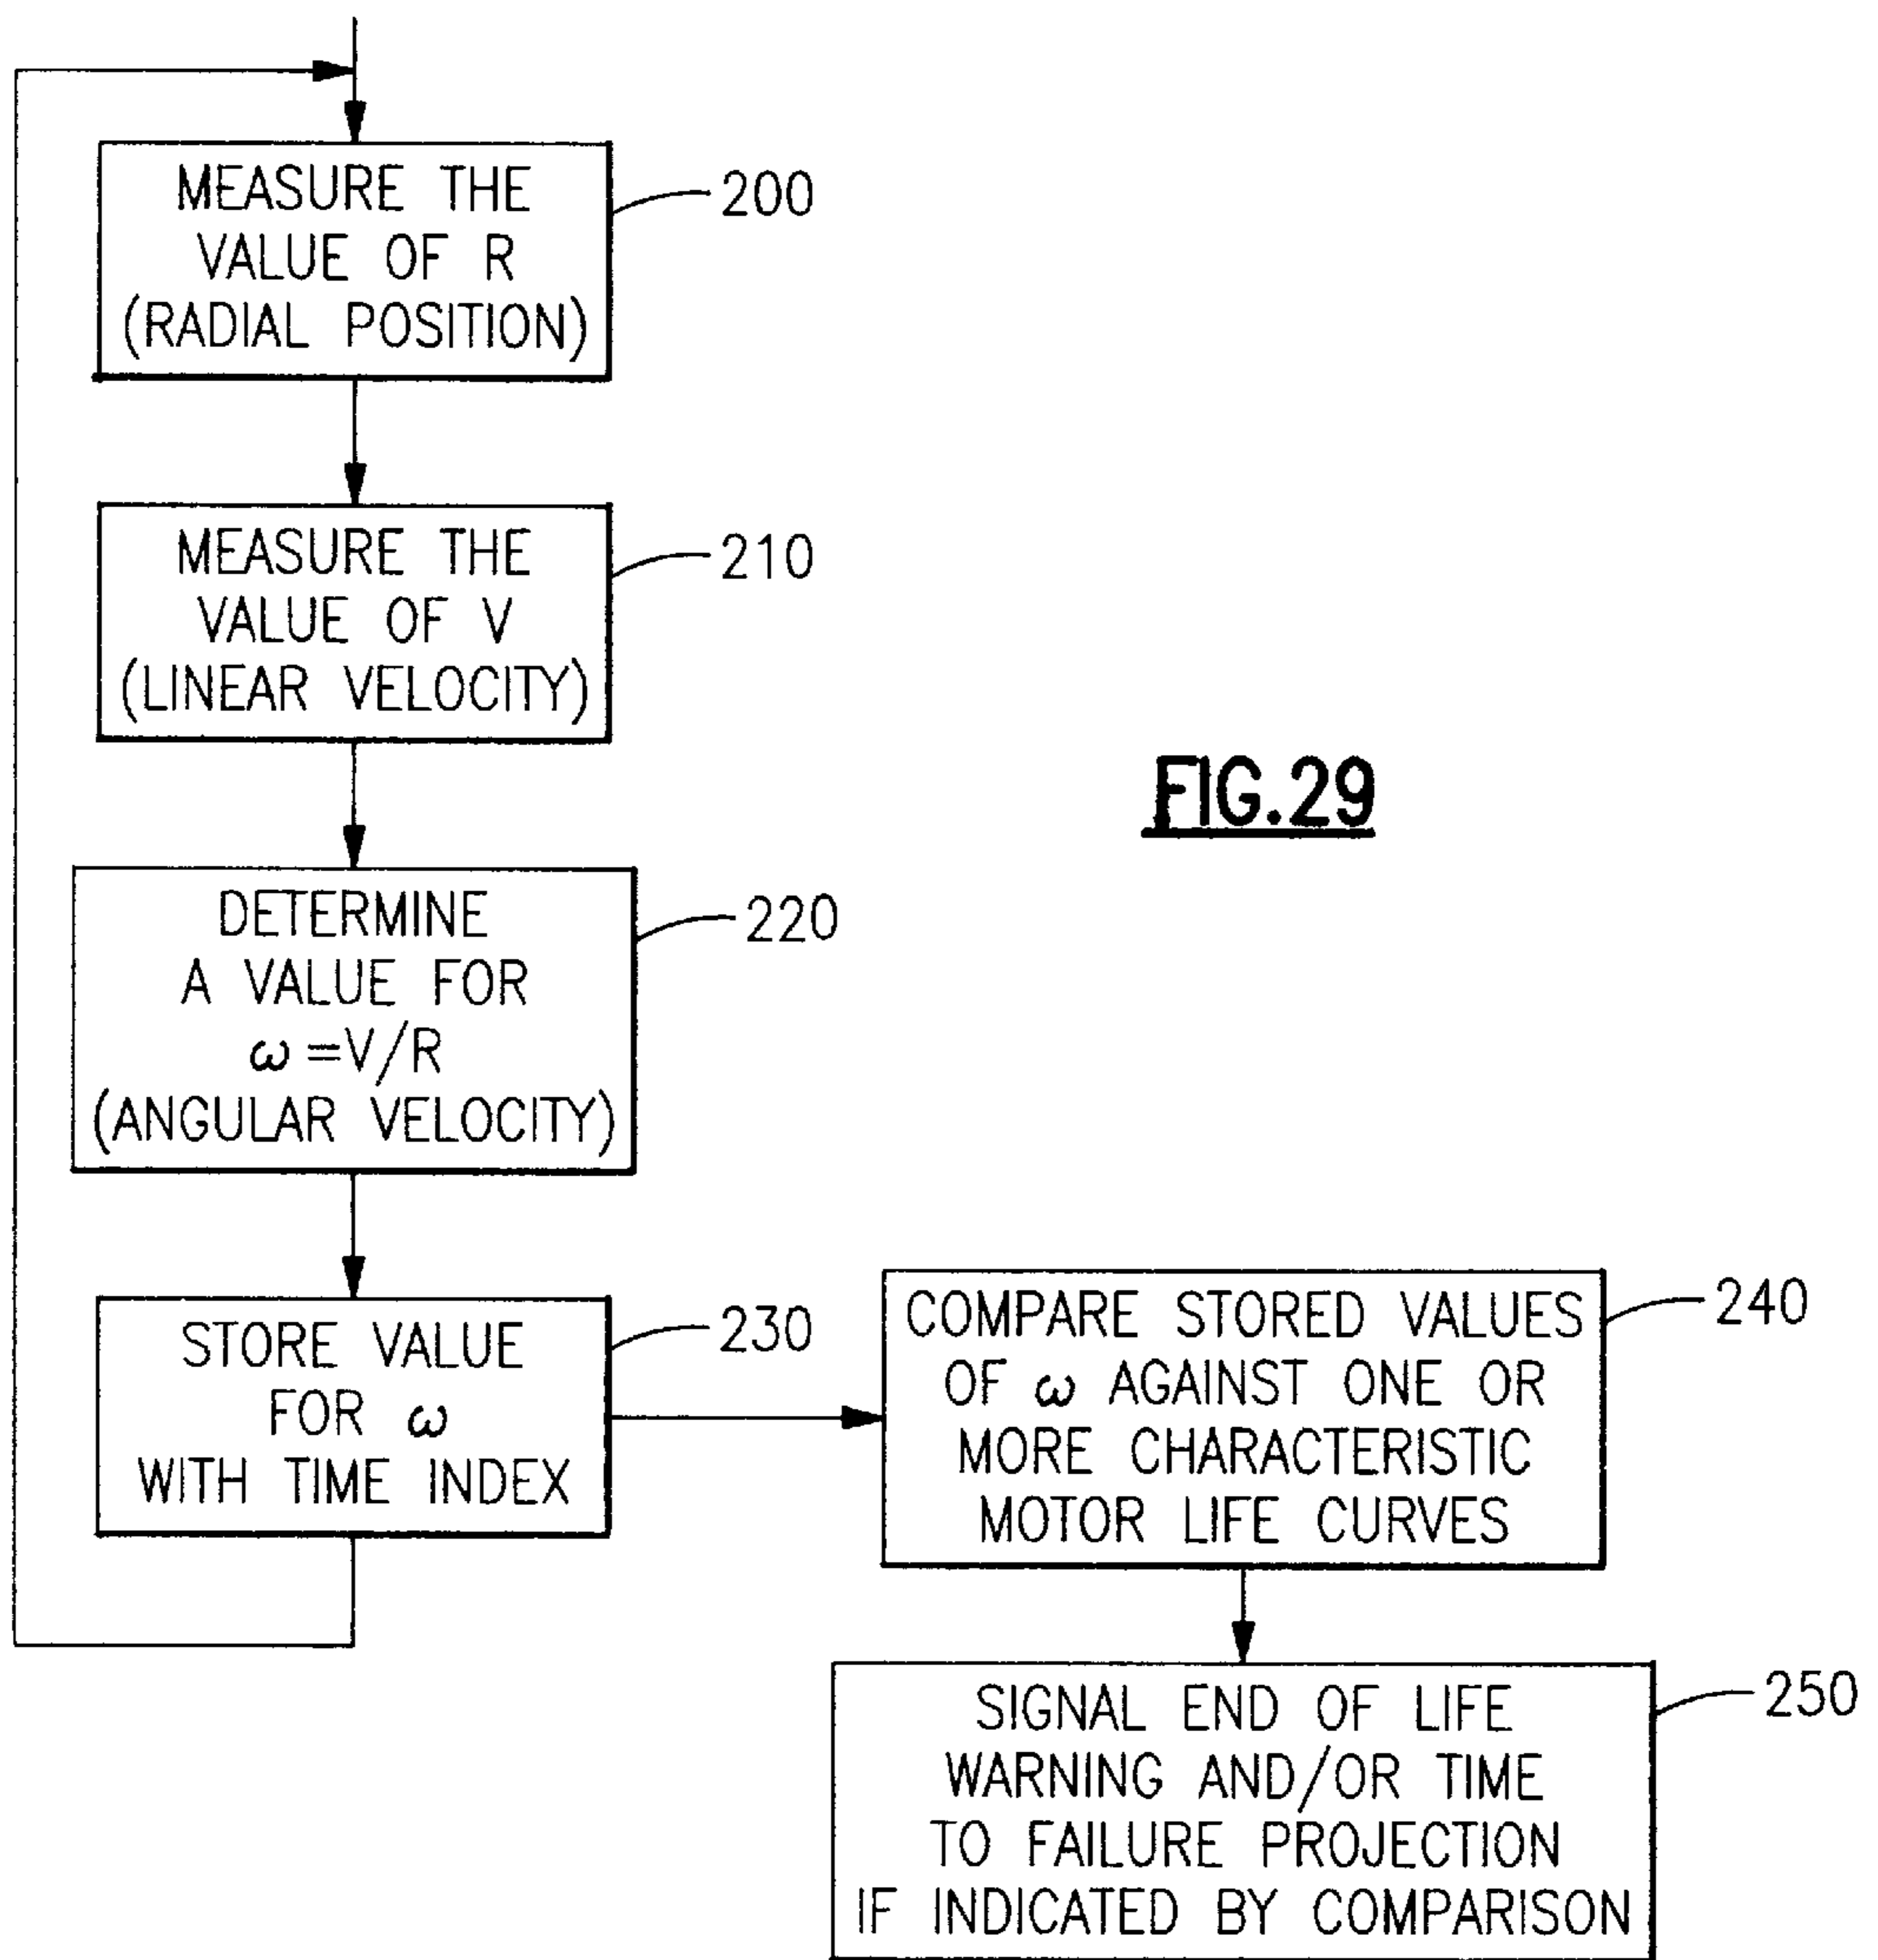 MEASURE THE
VALUE OF R
(RADIAL POSITION)
200
MEASURE THE
VALUE OF V
(LINEAR VELOCITY)
210
FIG.29
DETERMINE
A VALUE FOR
ω=V/R
(ANGULAR VELOCITY)
220
STORE VALUE
FOR ω
WITH TIME INDEX
230
COMPARE STORED VALUES
OF ω AGAINST ONE OR
MORE CHARACTERISTIC
MOTOR LIFE CURVES
240
SIGNAL END OF LIFE
WARNING AND/OR TIME
TO FAILURE PROJECTION
IF INDICATED BY COMPARISON
250